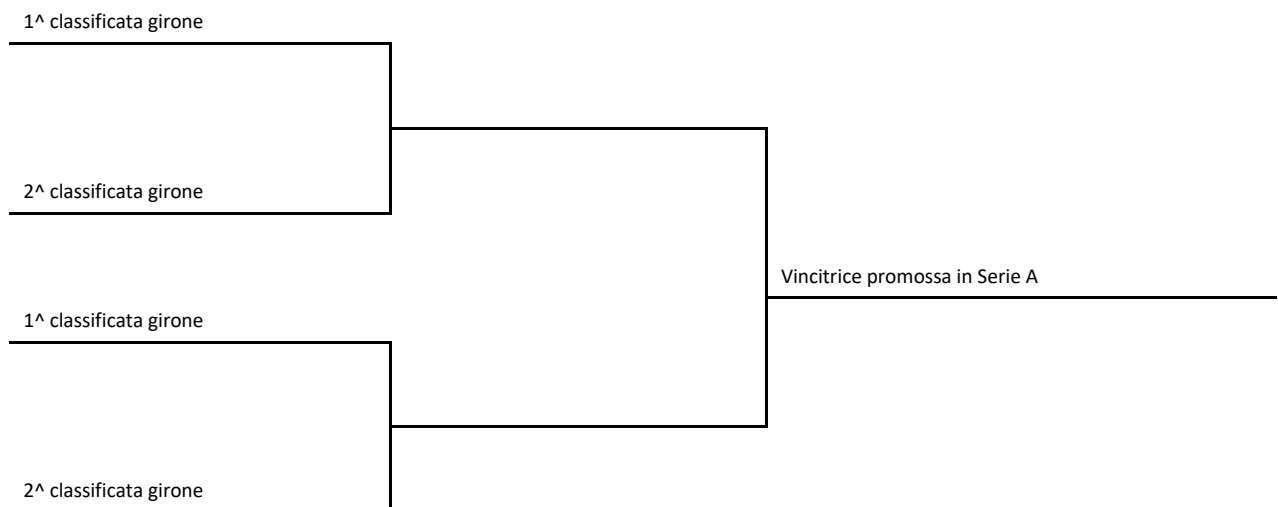 1^ classificata girone
2^ classificata girone
Vincitrice promossa in Serie A
1^ classificata girone
2^ classificata girone